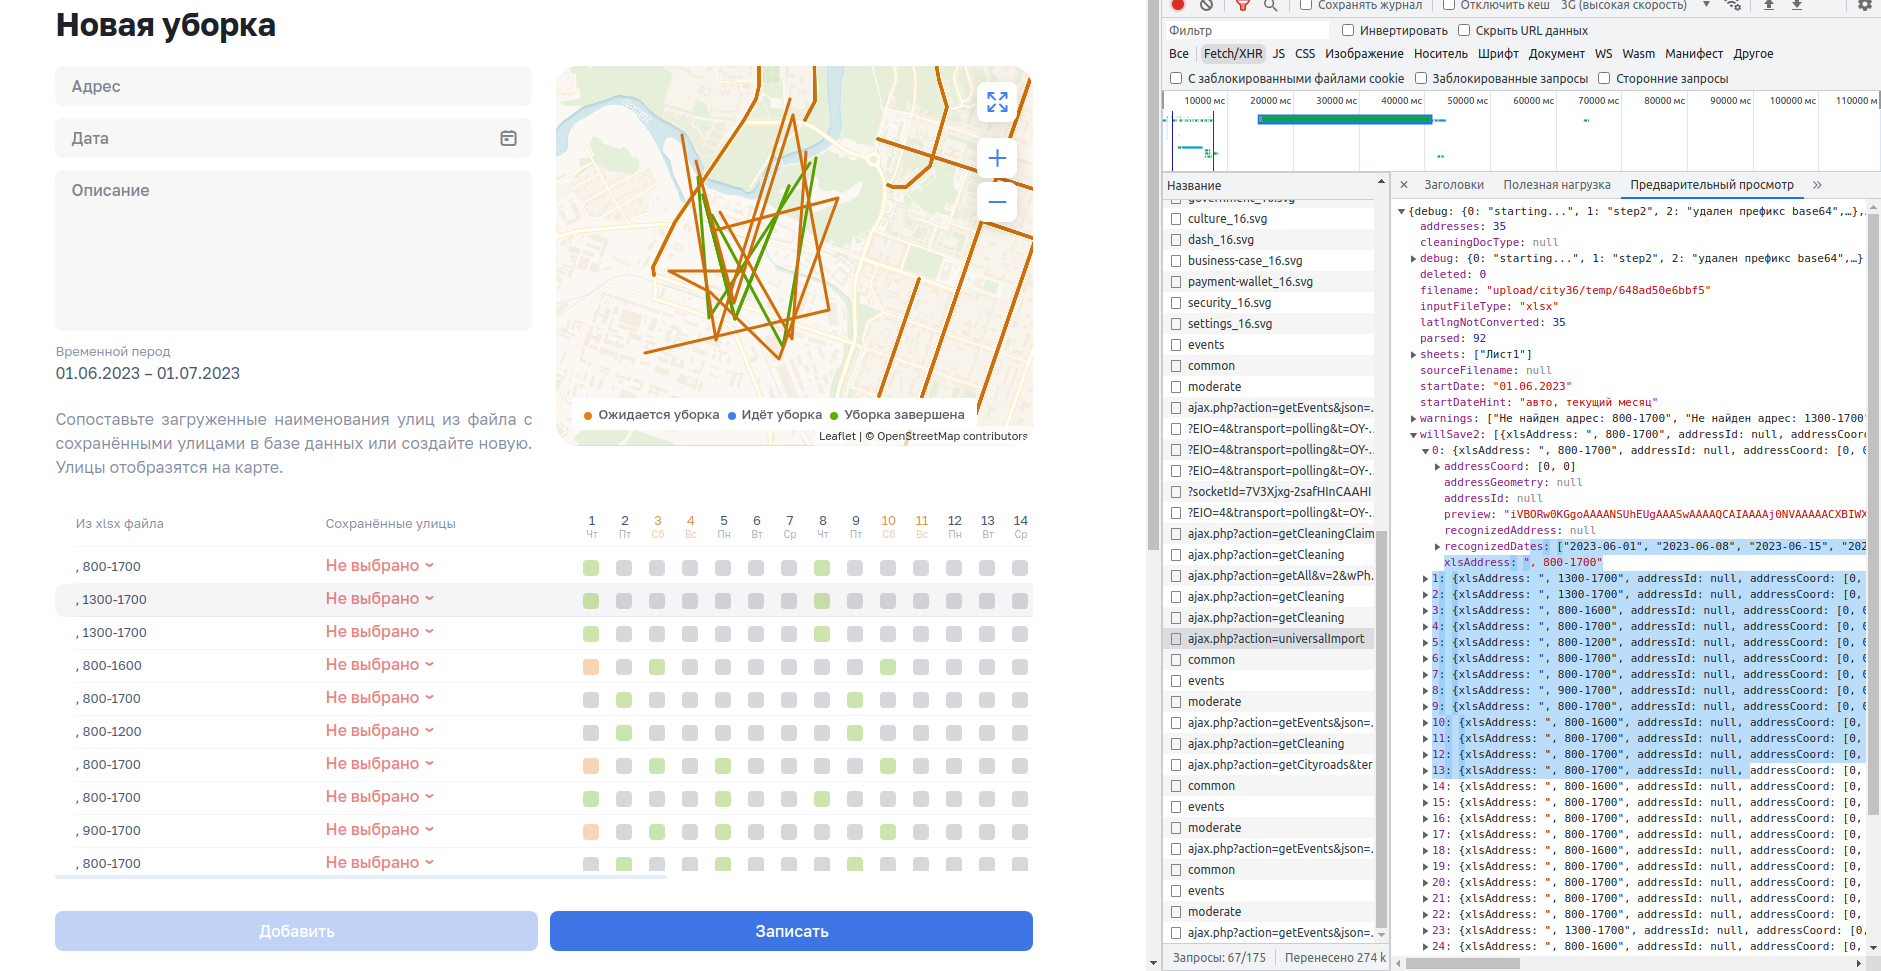 Новая уборка
Адрес
Дата
Описание
Временной период
01.06.2023 – 01.07.2023
Сопоставьте загруженные наименования улиц из файла с
сохранёнными улицами в базе данных или создайте новую.
Улицы отобразятся на карте.
Ожидается уборка Идёт уборка Уборка завершена
Leaflet | © OpenStreetMap contributors
Из xlsx файла Сохранённые улицы 1 2 3 4 5 6 7 8 9 10 11 12 13 14
Чт Пт Сб Вс Пн Вт Ср Чт Пт Сб Вс Пн Вт Ср
, 800-1700 Не выбрано
, 1300-1700 Не выбрано
, 1300-1700 Не выбрано
, 800-1600 Не выбрано
, 800-1700 Не выбрано
, 800-1200 Не выбрано
, 800-1700 Не выбрано
, 800-1700 Не выбрано
, 900-1700 Не выбрано
, 800-1700 Не выбрано
Добавить Записать
Сохранять журнал Отключить кеш 3G (высокая скорость)
Фильтр Инвертировать Скрыть URL данных
Все Fetch/XHR JS CSS Изображение Носитель Шрифт Документ WS Wasm Манифест Другое
С заблокированными файлами cookie Заблокированные запросы Сторонние запросы
10000 мс 20000 мс 30000 мс 40000 мс 50000 мс 60000 мс 70000 мс 80000 мс 90000 мс 100000 мс 110000 м
Название
government_16.svg
culture_16.svg
dash_16.svg
business-case_16.svg
payment-wallet_16.svg
security_16.svg
settings_16.svg
events
common
moderate
ajax.php?action=getEvents&json=..
?EIO=4&transport=polling&t=OY-..
?EIO=4&transport=polling&t=OY-..
?socketId=7V3Xjxg-2safHInCAAHI
?EIO=4&transport=polling&t=OY-..
ajax.php?action=getCleaningClaim
ajax.php?action=getCleaning
ajax.php?action=getAll&v=2&wPh.
ajax.php?action=getCleaning
ajax.php?action=getCleaning
ajax.php?action=universalImport
common
events
moderate
ajax.php?action=getEvents&json=..
ajax.php?action=getCleaning
ajax.php?action=getCityroads&ter
common
events
moderate
ajax.php?action=getEvents&json=..
common
events
moderate
ajax.php?action=getEvents&json=..
Запросы: 67/175 Перенесено 274 k
× Заголовки Полезная нагрузка Предварительный просмотр »
{debug: {0: "starting...", 1: "step2", 2: "удален префикс base64",…},
addresses: 35
cleaningDocType: null
debug: {0: "starting...", 1: "step2", 2: "удален префикс base64",…}
deleted: 0
filename: "upload/city36/temp/648ad50e6bbf5"
inputFileType: "xlsx"
latlngNotConverted: 35
parsed: 92
sheets: ["Лист1"]
sourceFilename: null
startDate: "01.06.2023"
startDateHint: "авто, текущий месяц"
warnings: ["Не найден адрес: 800-1700", "Не найден адрес: 1300-1700"
willSave2: [{xlsAddress: ", 800-1700", addressId: null, addressCoord
0: {xlsAddress: ", 800-1700", addressId: null, addressCoord: [0, 0
addressCoord: [0, 0]
addressGeometry: null
addressId: null
preview: "iVBORw0KGgoAAAANSUhEUgAAASwAAAAQCAIAAAAj0NVAAAAACXBIWX
recognizedAddress: null
recognizedDates: ["2023-06-01", "2023-06-08", "2023-06-15", "202
xlsAddress: ", 800-1700"
1: {xlsAddress: ", 1300-1700", addressId: null, addressCoord: [0,
2: {xlsAddress: ", 1300-1700", addressId: null, addressCoord: [0,
3: {xlsAddress: ", 800-1600", addressId: null, addressCoord: [0, 0
4: {xlsAddress: ", 800-1700", addressId: null, addressCoord: [0, 0
5: {xlsAddress: ", 800-1200", addressId: null, addressCoord: [0, 0
6: {xlsAddress: ", 800-1700", addressId: null, addressCoord: [0, 0
7: {xlsAddress: ", 800-1700", addressId: null, addressCoord: [0, 0
8: {xlsAddress: ", 900-1700", addressId: null, addressCoord: [0, 0
9: {xlsAddress: ", 800-1700", addressId: null, addressCoord: [0, 0
10: {xlsAddress: ", 800-1600", addressId: null, addressCoord: [0,
11: {xlsAddress: ", 800-1700", addressId: null, addressCoord: [0,
12: {xlsAddress: ", 800-1700", addressId: null, addressCoord: [0,
13: {xlsAddress: ", 800-1700", addressId: null, addressCoord: [0,
14: {xlsAddress: ", 800-1600", addressId: null, addressCoord: [0,
15: {xlsAddress: ", 800-1700", addressId: null, addressCoord: [0,
16: {xlsAddress: ", 800-1700", addressId: null, addressCoord: [0,
17: {xlsAddress: ", 800-1700", addressId: null, addressCoord: [0,
18: {xlsAddress: ", 800-1600", addressId: null, addressCoord: [0,
19: {xlsAddress: ", 800-1700", addressId: null, addressCoord: [0,
20: {xlsAddress: ", 800-1700", addressId: null, addressCoord: [0,
21: {xlsAddress: ", 800-1700", addressId: null, addressCoord: [0,
22: {xlsAddress: ", 800-1700", addressId: null, addressCoord: [0,
23: {xlsAddress: ", 1300-1700", addressId: null, addressCoord: [0,
24: {xlsAddress: ", 800-1600", addressId: null, addressCoord: [0,